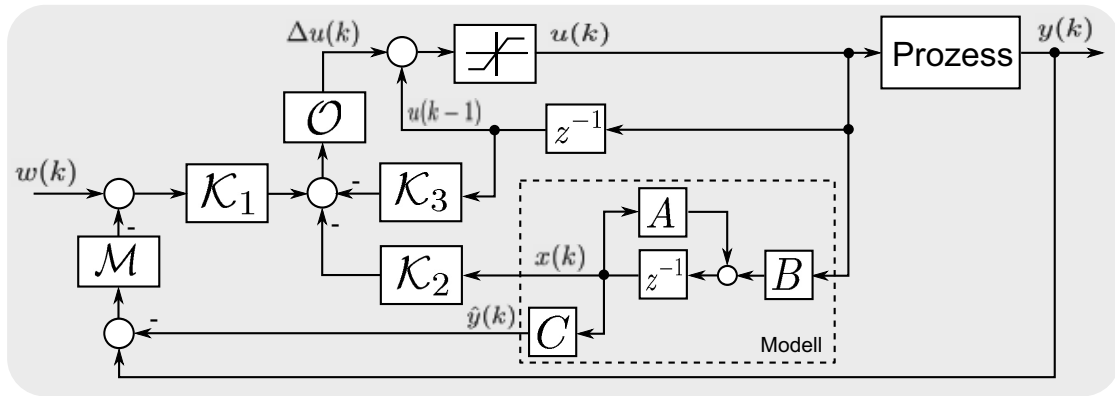 Δu(k)
u(k)
Prozess
y(k)
𝒪
u(k−1)
z⁻¹
w(k)
𝒦₁
-
𝒦₃
-
-
A
ℳ
𝒦₂
x(k)
z⁻¹
B
-
ŷ(k)
C
Modell